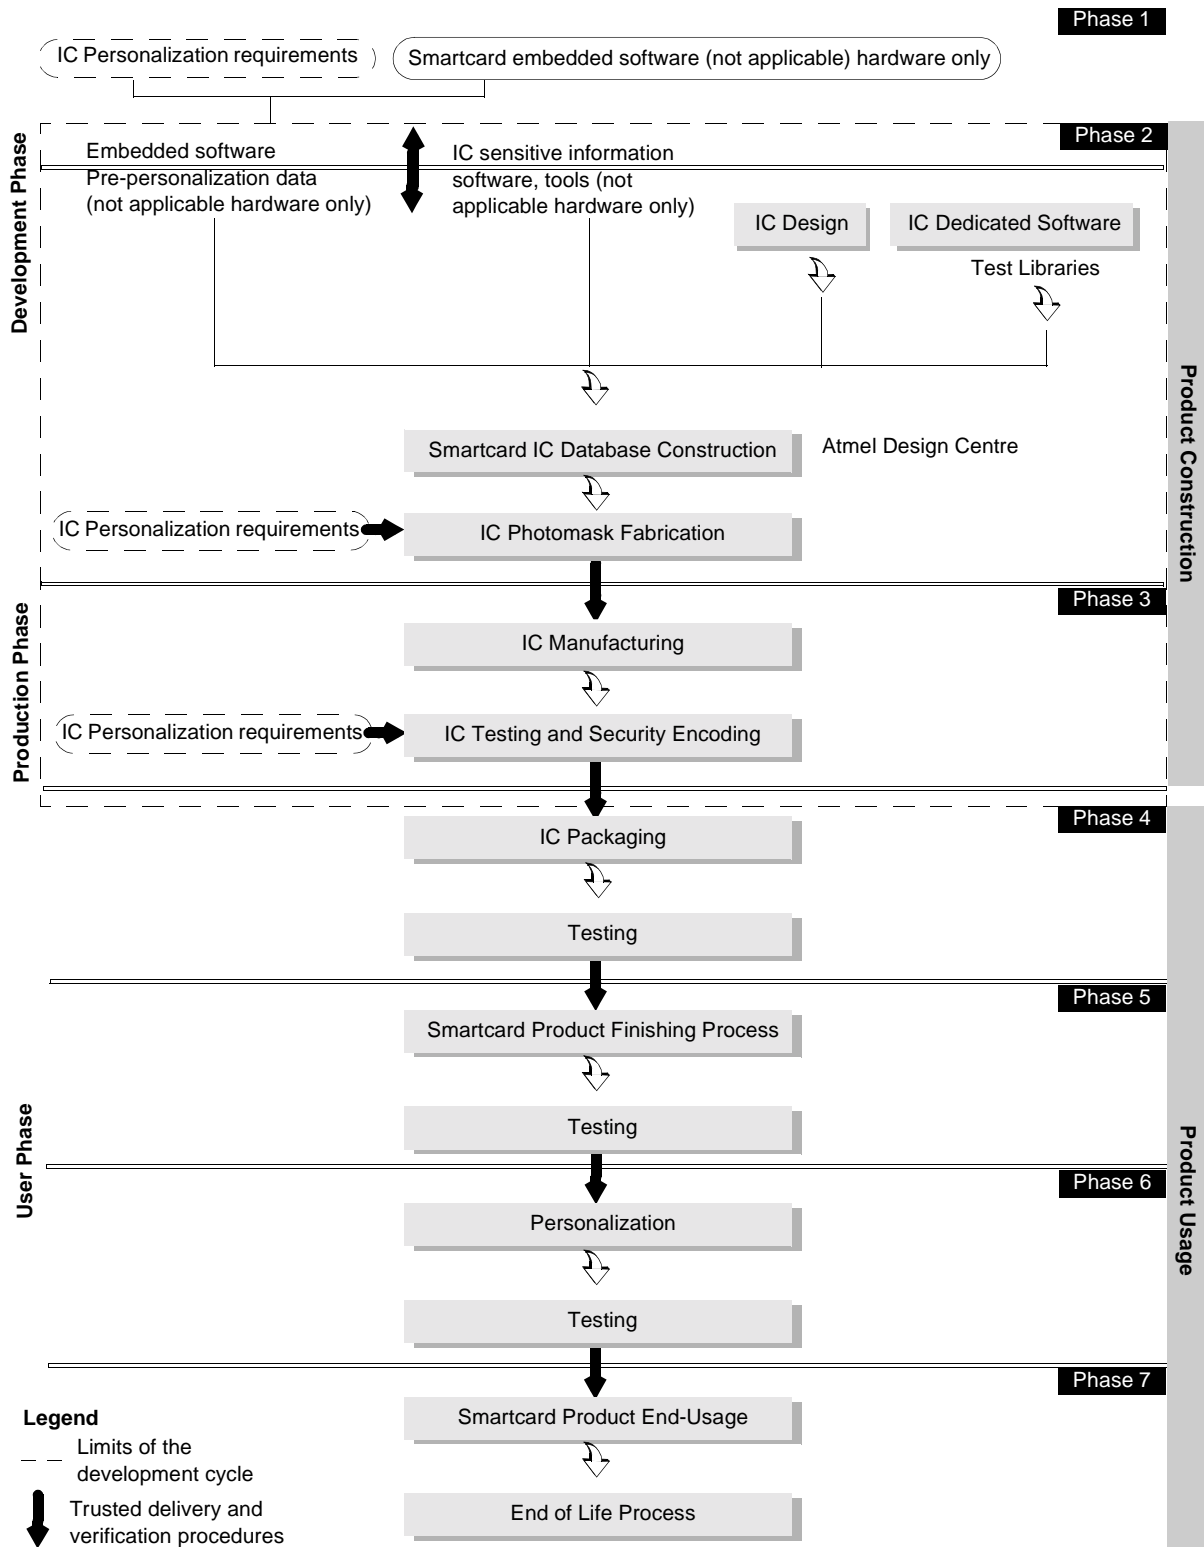 Phase 1
IC Personalization requirements
Smartcard embedded software (not applicable) hardware only
Development Phase
Phase 2
Embedded software
Pre-personalization data
(not applicable hardware only)
IC sensitive information
software, tools (not
applicable hardware only)
IC Design
IC Dedicated Software
Test Libraries
Product Construction
Smartcard IC Database Construction
Atmel Design Centre
IC Personalization requirements
IC Photomask Fabrication
Production Phase
Phase 3
IC Manufacturing
IC Personalization requirements
IC Testing and Security Encoding
Phase 4
IC Packaging
Testing
Phase 5
Smartcard Product Finishing Process
Testing
User Phase
Phase 6
Product Usage
Personalization
Testing
Phase 7
Smartcard Product End-Usage
End of Life Process
Legend
Limits of the
development cycle
Trusted delivery and
verification procedures